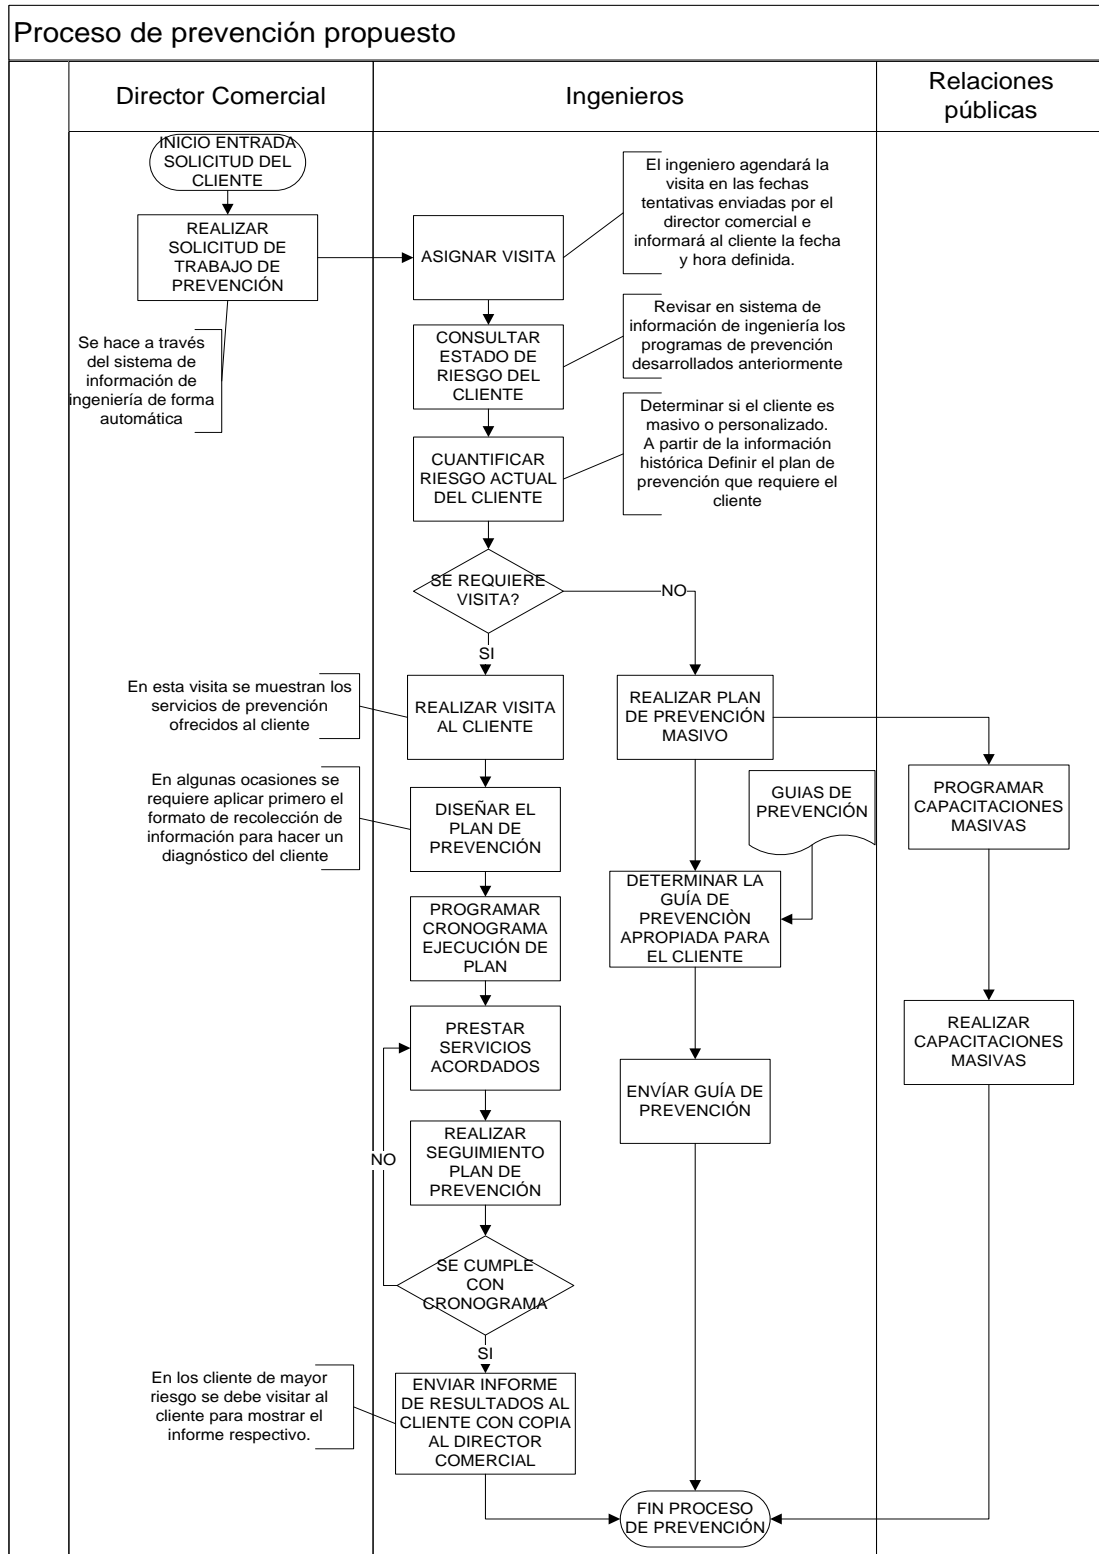 Proceso de prevención propuesto
Director Comercial
Ingenieros
Relaciones
públicas
INICIO ENTRADA
SOLICITUD DEL
CLIENTE
REALIZAR
SOLICITUD DE
TRABAJO DE
PREVENCIÓN
Se hace a través
del sistema de
información de
ingeniería de forma
automática
ASIGNAR VISITA
El ingeniero agendará la
visita en las fechas
tentativas enviadas por el
director comercial e
informará al cliente la fecha
y hora definida.
CONSULTAR
ESTADO DE
RIESGO DEL
CLIENTE
Revisar en sistema de
información de ingeniería los
programas de prevención
desarrollados anteriormente
CUANTIFICAR
RIESGO ACTUAL
DEL CLIENTE
Determinar si el cliente es
masivo o personalizado.
A partir de la información
histórica Definir el plan de
prevención que requiere el
cliente
SE REQUIERE
VISITA?
NO
SI
En esta visita se muestran los
servicios de prevención
ofrecidos al cliente
REALIZAR VISITA
AL CLIENTE
REALIZAR PLAN
DE PREVENCIÓN
MASIVO
En algunas ocasiones se
requiere aplicar primero el
formato de recolección de
información para hacer un
diagnóstico del cliente
DISEÑAR EL
PLAN DE
PREVENCIÓN
GUIAS DE
PREVENCIÓN
PROGRAMAR
CAPACITACIONES
MASIVAS
PROGRAMAR
CRONOGRAMA
EJECUCIÓN DE
PLAN
DETERMINAR LA
GUÍA DE
PREVENCIÒN
APROPIADA PARA
EL CLIENTE
PRESTAR
SERVICIOS
ACORDADOS
REALIZAR
CAPACITACIONES
MASIVAS
ENVÍAR GUÍA DE
PREVENCIÓN
REALIZAR
SEGUIMIENTO
PLAN DE
PREVENCIÓN
NO
SE CUMPLE
CON
CRONOGRAMA
SI
En los cliente de mayor
riesgo se debe visitar al
cliente para mostrar el
informe respectivo.
ENVIAR INFORME
DE RESULTADOS AL
CLIENTE CON COPIA
AL DIRECTOR
COMERCIAL
FIN PROCESO
DE PREVENCIÓN